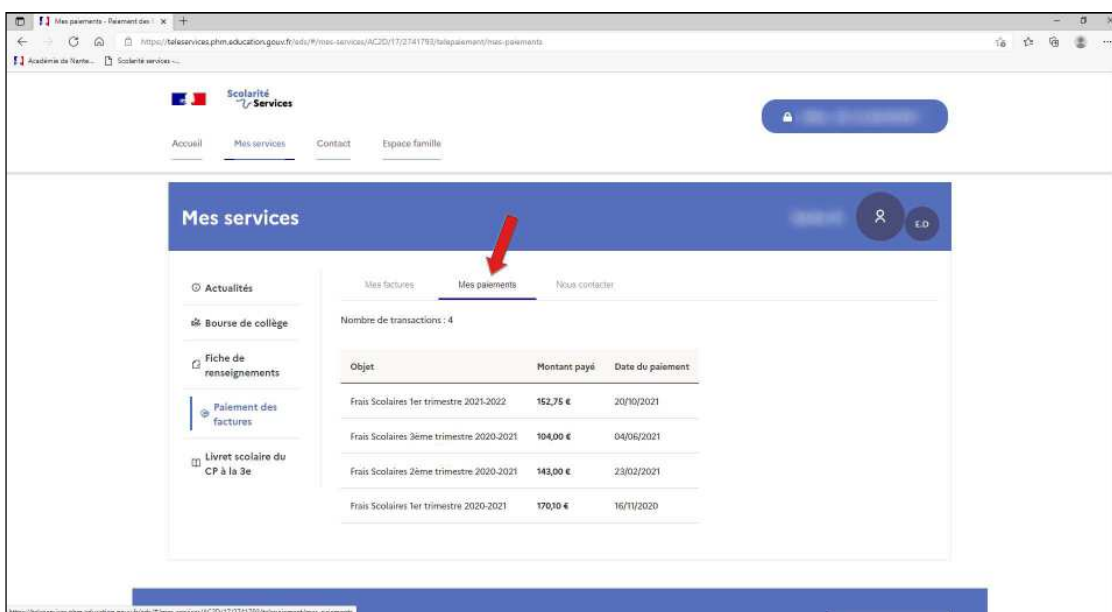 Mes paiements - Paiement des f
https://teleservices.phm.education.gouv.fr/eds/#/mes-services/AC2D/17/2741793/telepaiement/mes-paiements
Académie de Nante... Scolarité services -...
Scolarité
Services
Accueil Mes services Contact Espace famille
Mes services
E.D
Actualités
Bourse de collège
Fiche de
renseignements
Paiement des
factures
Livret scolaire du
CP à la 3e
Mes factures Mes paiements Nous contacter
Nombre de transactions : 4
Objet Montant payé Date du paiement
Frais Scolaires 1er trimestre 2021-2022 152,75 € 20/10/2021
Frais Scolaires 3ème trimestre 2020-2021 104,00 € 04/06/2021
Frais Scolaires 2ème trimestre 2020-2021 143,00 € 23/02/2021
Frais Scolaires 1er trimestre 2020-2021 170,10 € 16/11/2020